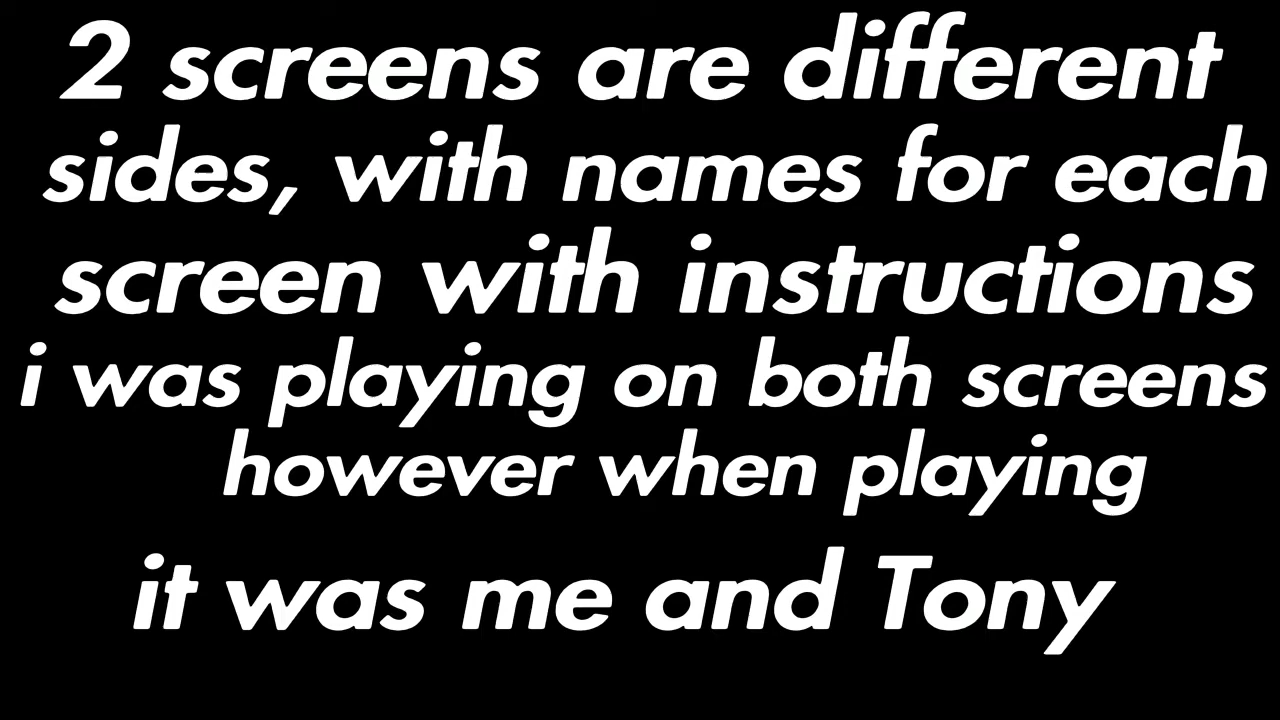 2 screens are different
sides, with names for each
screen with instructions
i was playing on both screens
however when playing
it was me and Tony